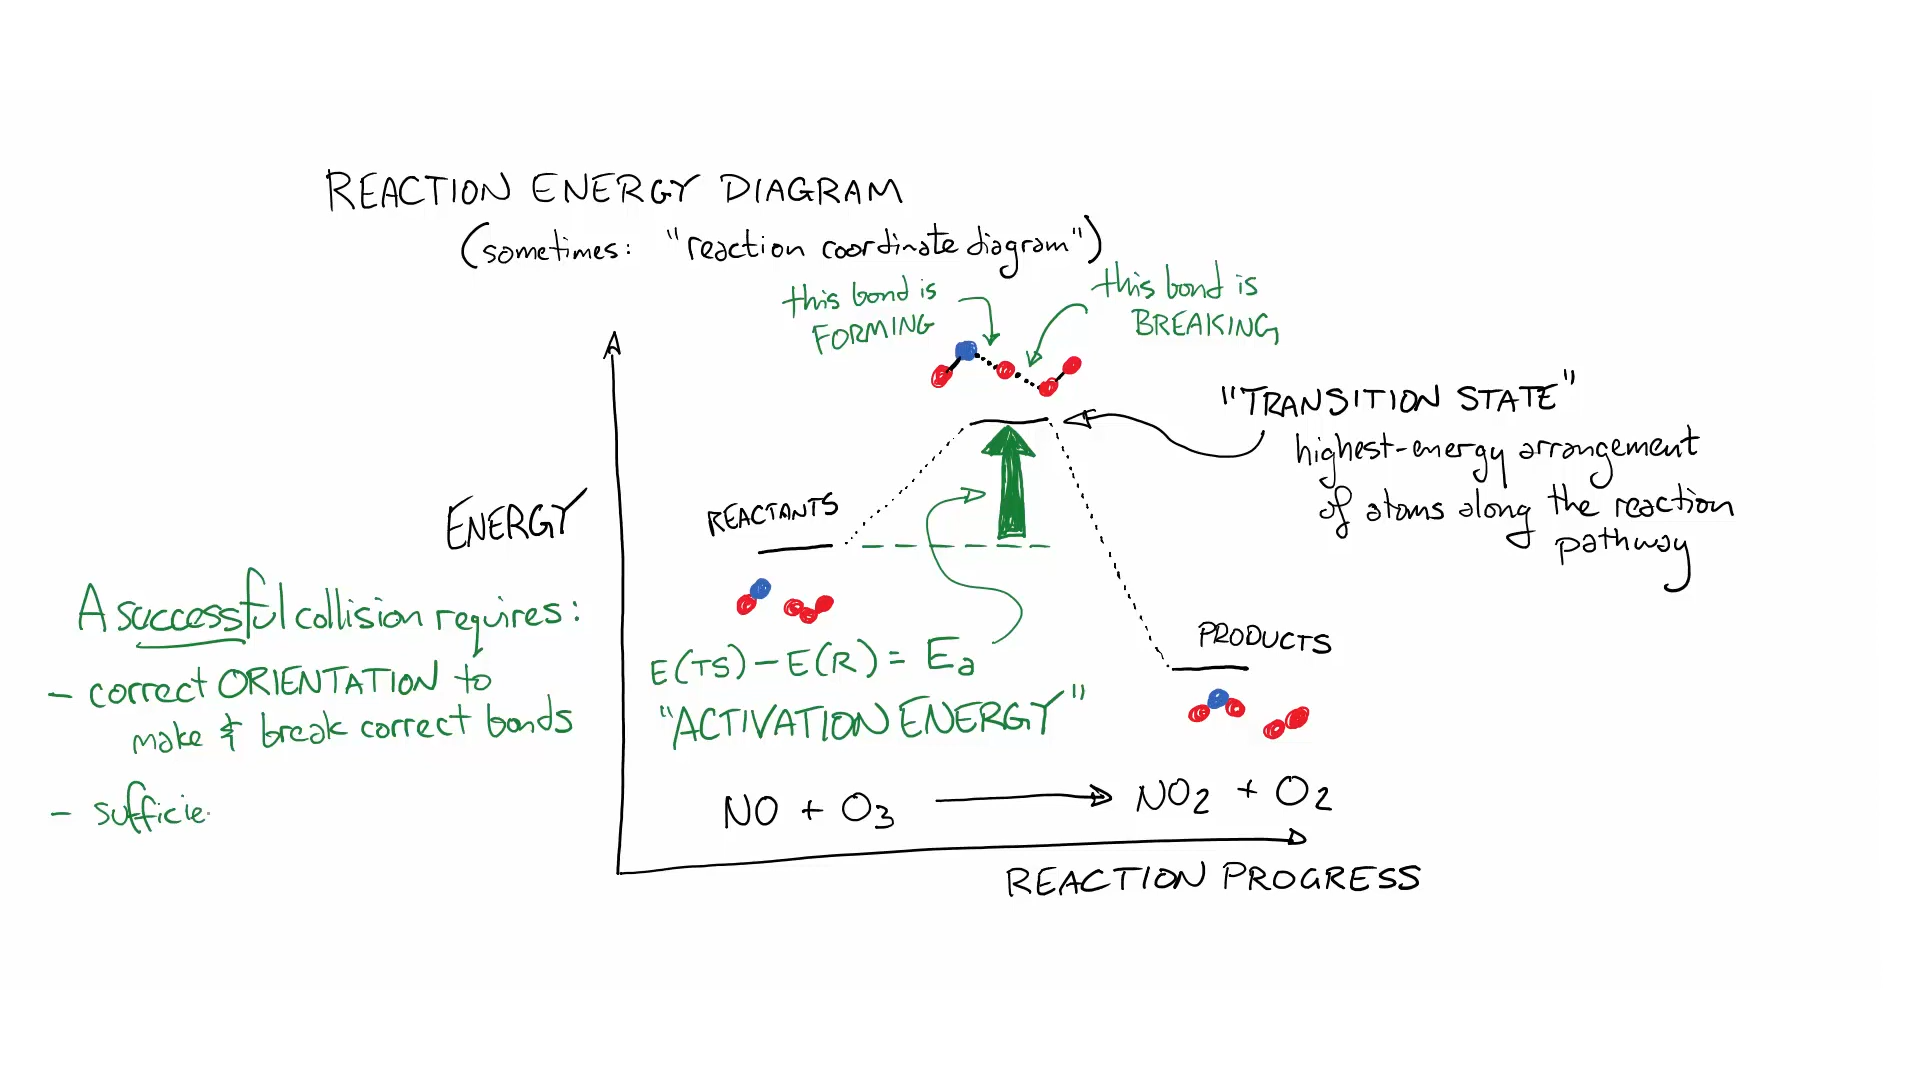 REACTION ENERGY DIAGRAM
(sometimes: "reaction coordinate diagram")
this bond is
FORMING
this bond is
BREAKING
"TRANSITION STATE"
highest-energy arrangement
of atoms along the reaction
pathway
ENERGY
REACTANTS
A successful collision requires:
- correct ORIENTATION to
make & break correct bonds
- sufficie
E(TS) - E(R) = Ea
"ACTIVATION ENERGY"
PRODUCTS
NO + O3 → NO2 + O2
REACTION PROGRESS